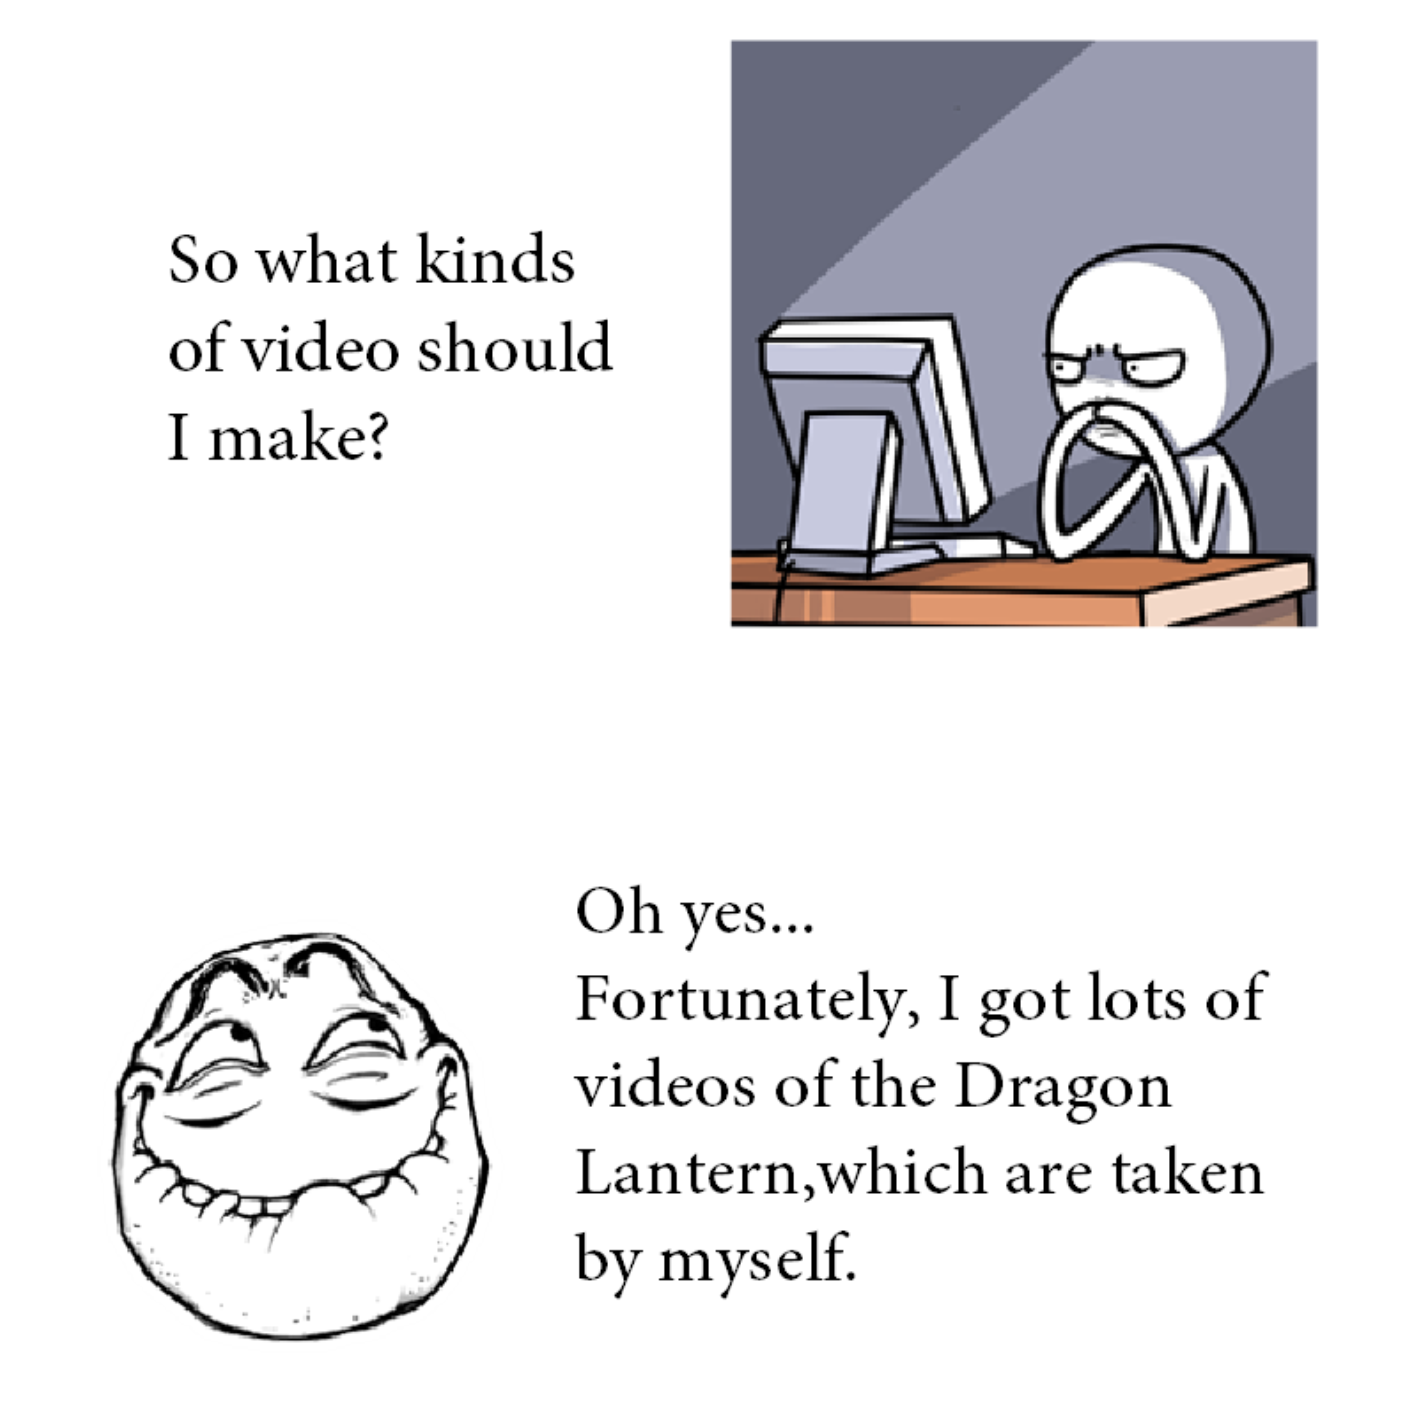 So what kinds
of video should
I make?
Oh yes...
Fortunately, I got lots of
videos of the Dragon
Lantern,which are taken
by myself.